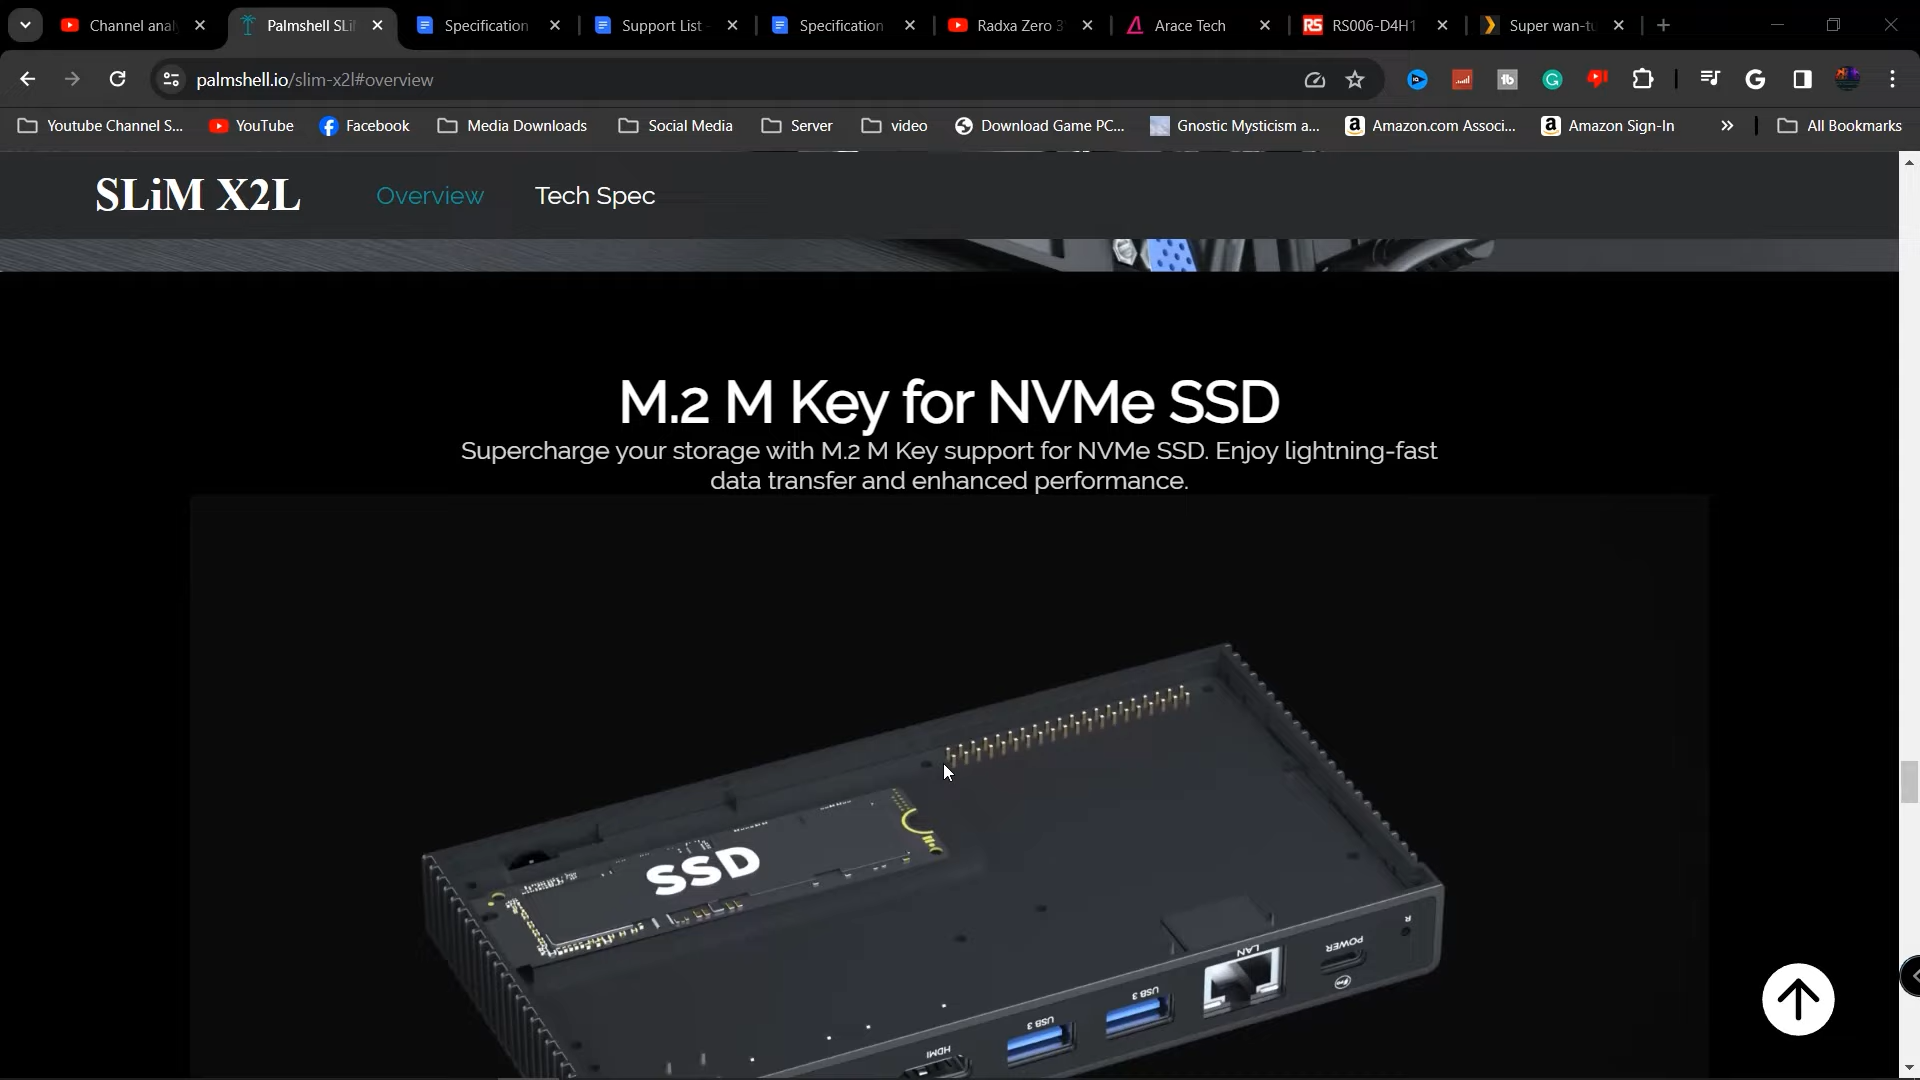 Channel anal
Palmshell SLi
Specification
Support List -
Specification
Radxa Zero 3
Arace Tech
RS
RS006-D4H1
Super wan-tu
palmshell.io/slim-x2l#overview
Youtube Channel S...
YouTube
Facebook
Media Downloads
Social Media
Server
video
Download Game PC...
Gnostic Mysticism a...
Amazon.com Associ...
Amazon Sign-In
All Bookmarks
SLiM X2L
Overview
Tech Spec
M.2 M Key for NVMe SSD
Supercharge your storage with M.2 M Key support for NVMe SSD. Enjoy lightning-fast
data transfer and enhanced performance.
SSD
LAN
POWER
R
USB 3
USB 3
HDMI